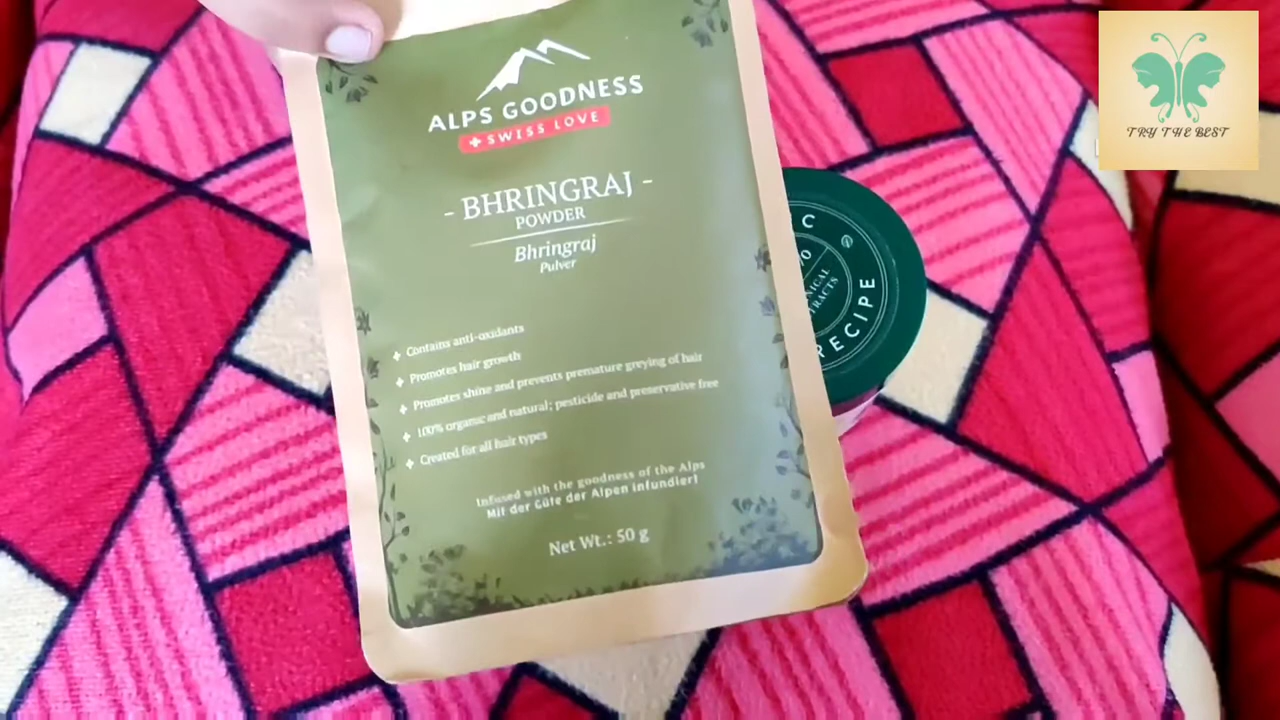 ALPS GOODNESS
+ SWISS LOVE
- BHRINGRAJ -
POWDER
Bhringraj
Pulver
Contains anti-oxidants
Promotes hair growth
Promotes shine and prevents premature greying of hair
100% organic and natural; pesticide and preservative free
Created for all hair types
Infused with the goodness of the Alps
Mit der Güte der Alpen infundiert
Net Wt.: 50 g
RECIPE
TRY THE BEST